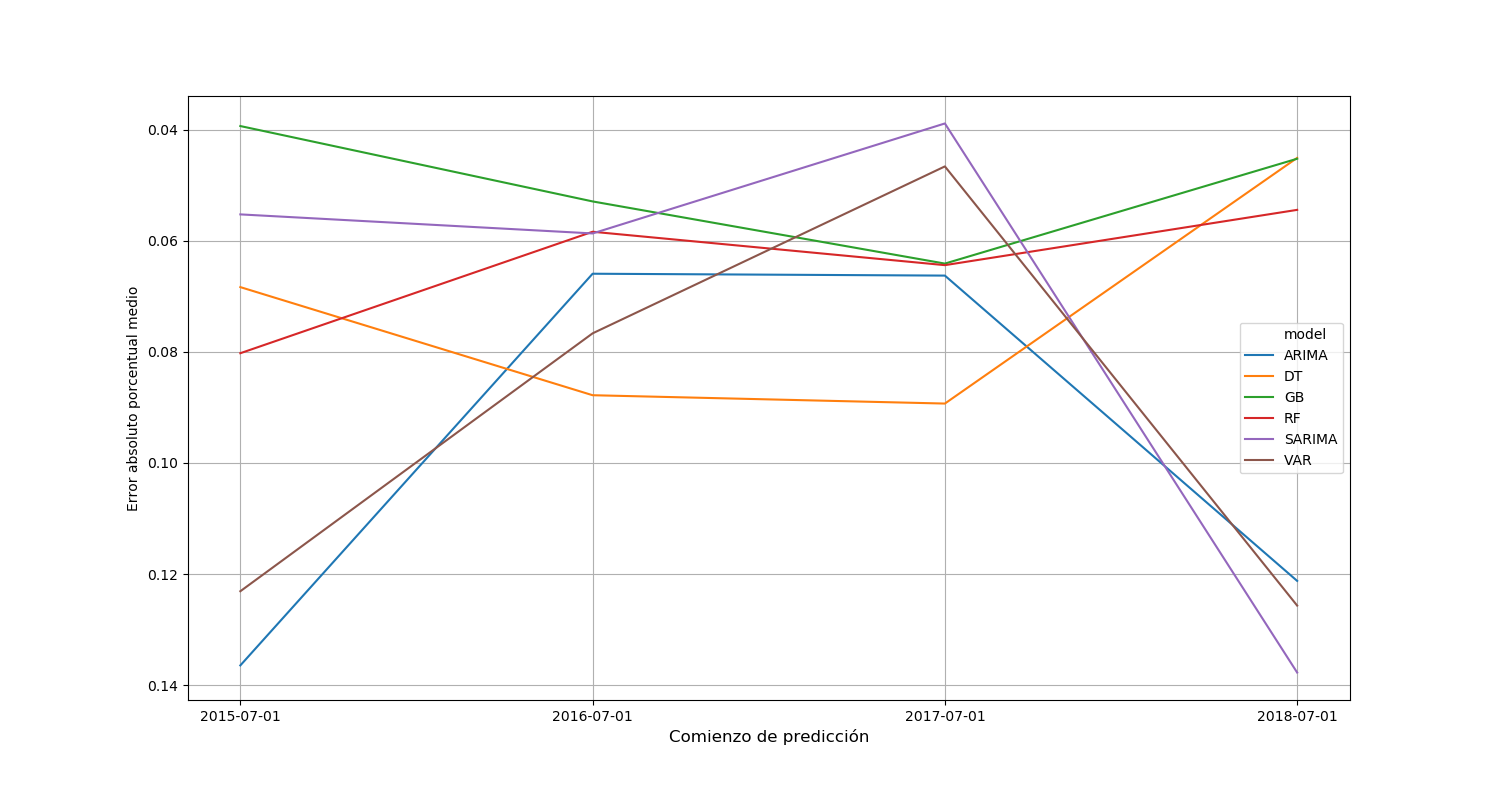 0.04
0.06
0.08
0.10
0.12
0.14
Error absoluto porcentual medio
2015-07-01
2016-07-01
2017-07-01
2018-07-01
Comienzo de predicción
model
ARIMA
DT
GB
RF
SARIMA
VAR